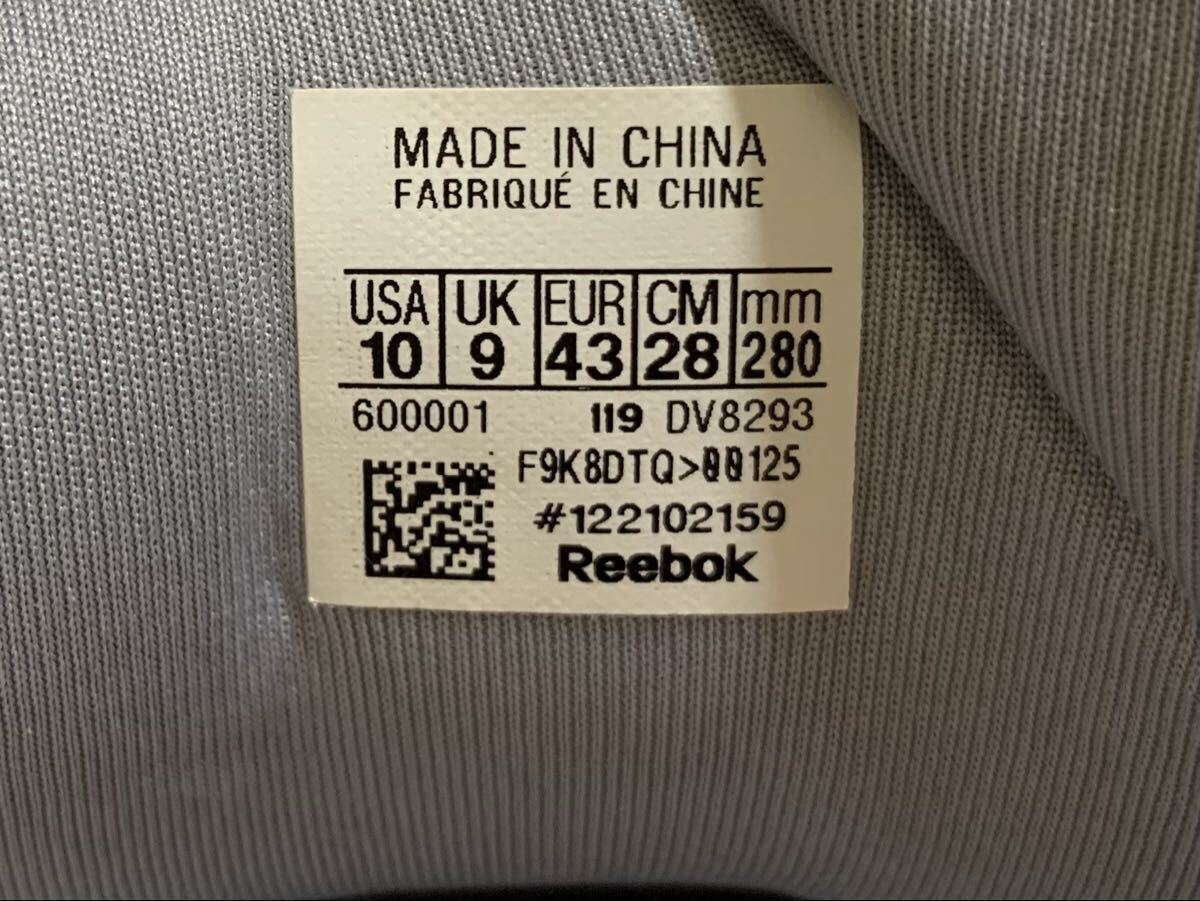 MADE IN CHINA
FABRIQUÉ EN CHINE
USA UK EUR CM mm
10 9 43 28 280
600001 119 DV8293
F9K8DTQ>00125
#122102159
Reebok